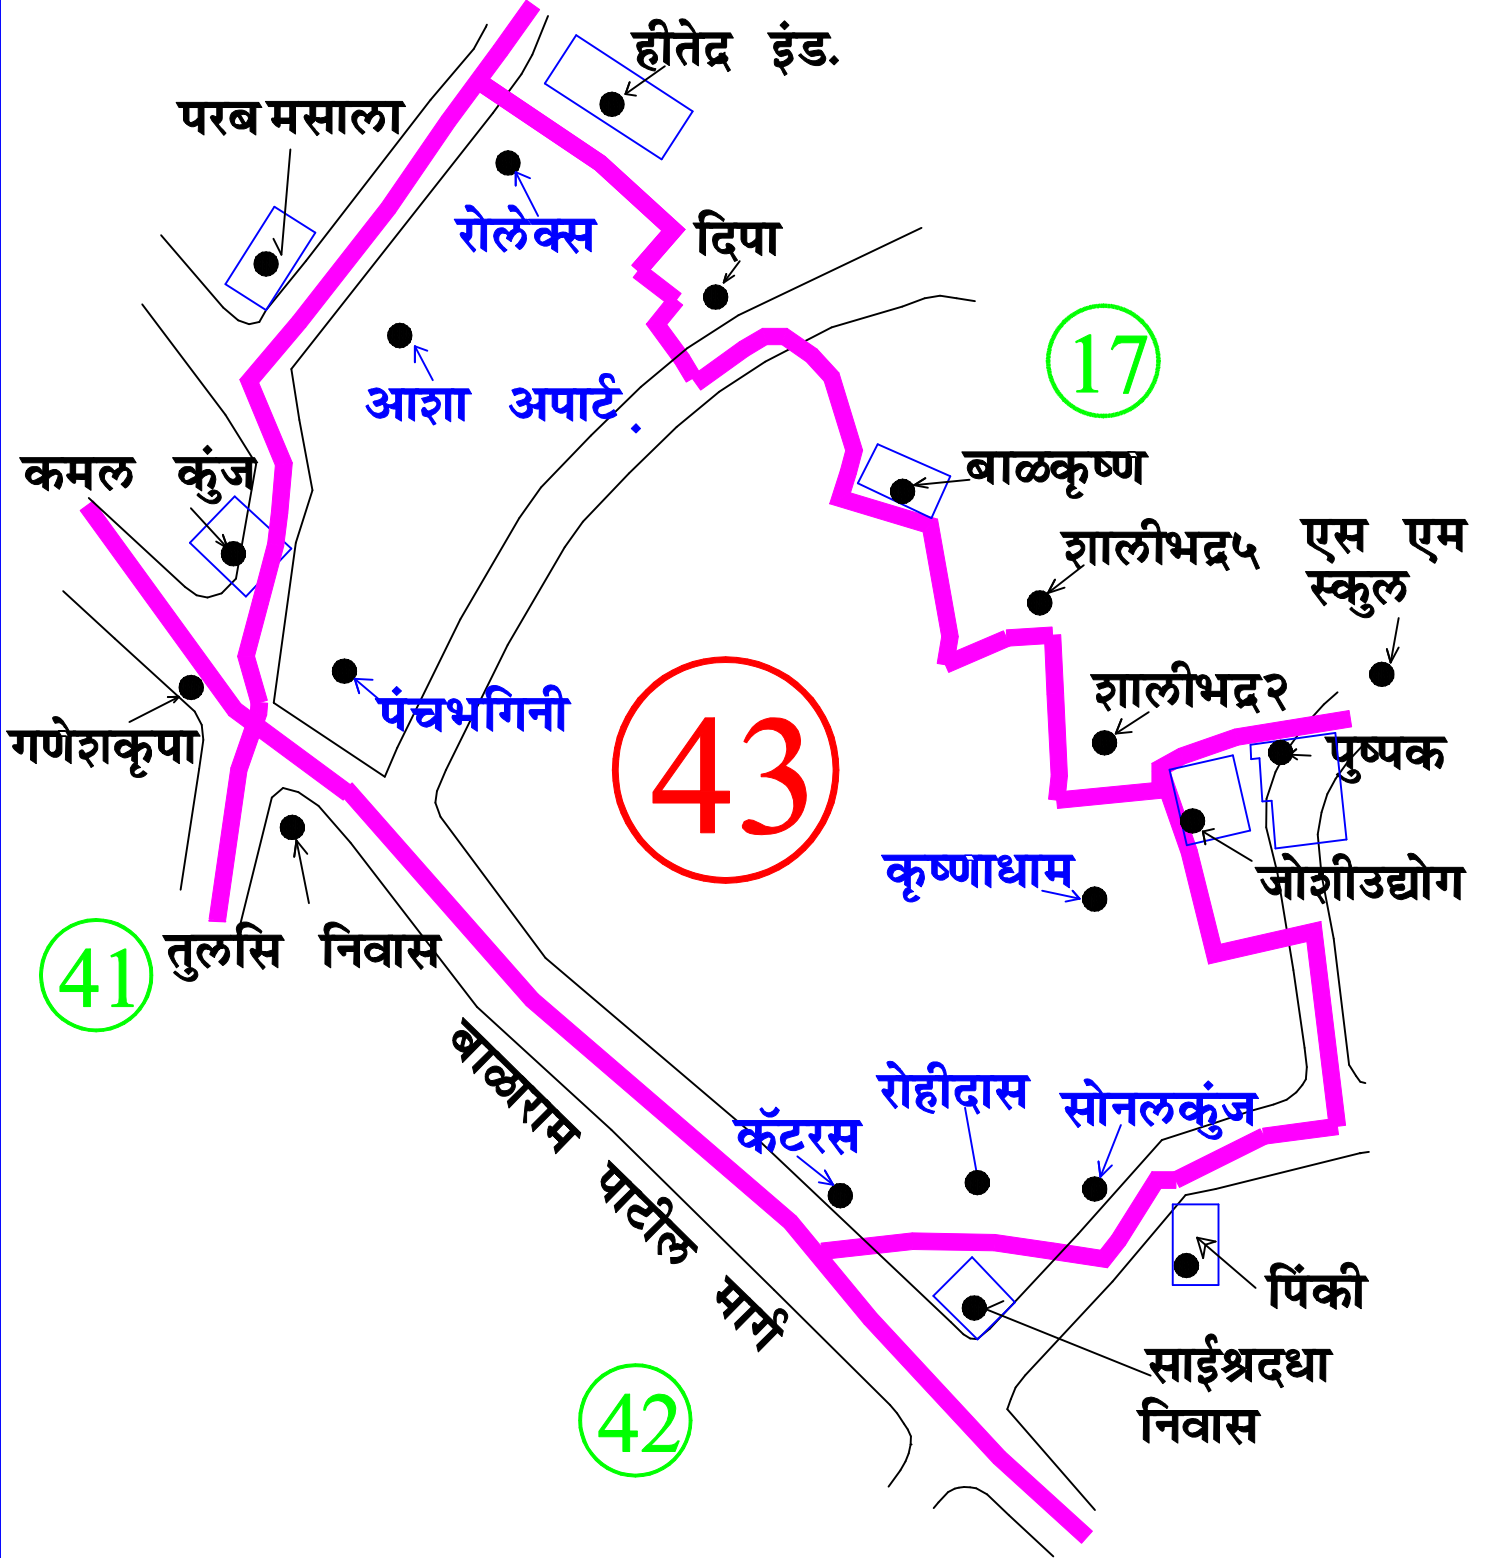 हीतेद्र इंड.
परब मसाला
रोलेक्स
दिपा
17
आशा अपार्ट.
कमल कुंज
बाळकृष्ण
शालीभद्र५
एस एम
स्कुल
पंचभगिनी
43
शालीभद्र२
गणेशकृपा
पुष्पक
कृष्णाधाम
जोशीउद्योग
41
तुलसि निवास
बाळाराम पाटील मार्ग
रोहीदास
सोनलकुंज
कॅटरस
पिंकी
साईश्रदधा
निवास
42